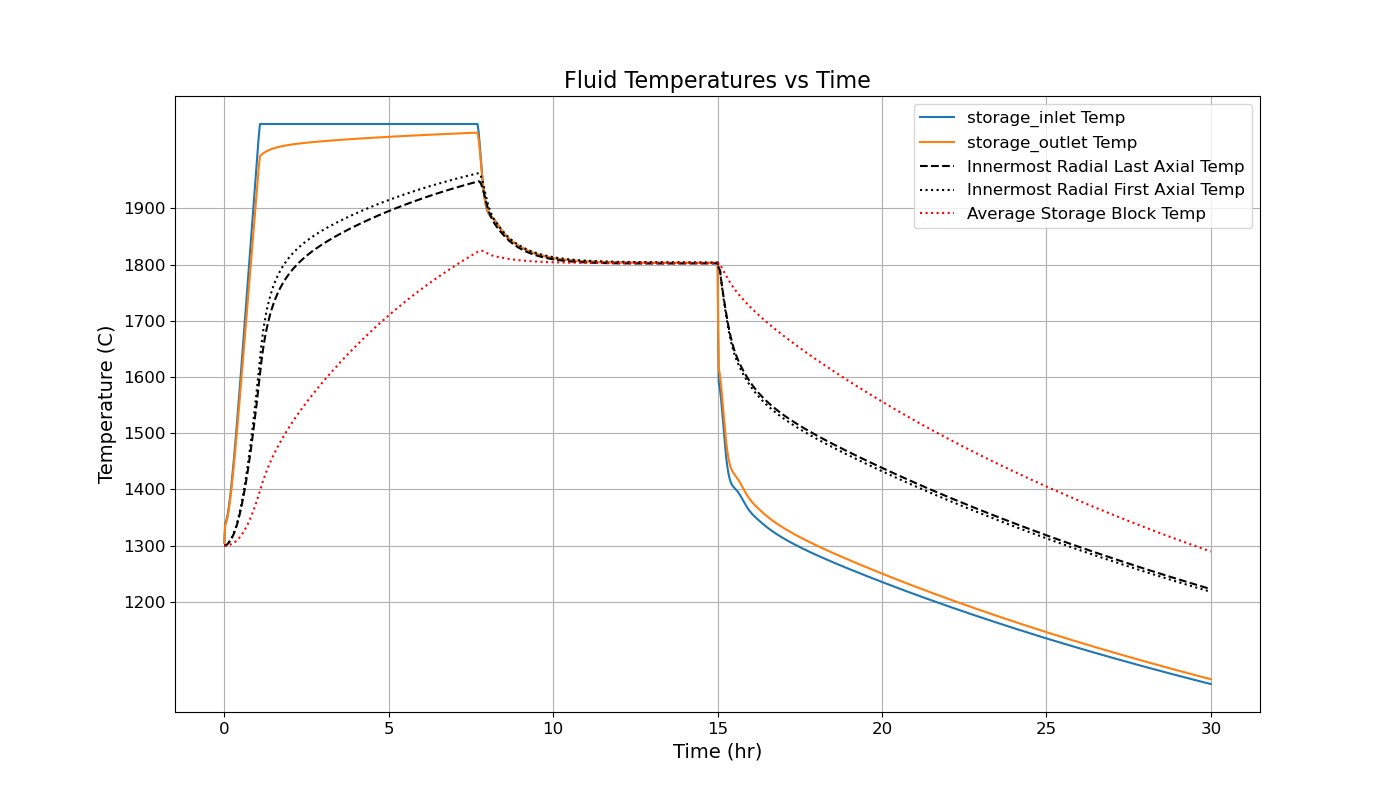 Fluid Temperatures vs Time
storage_inlet Temp
storage_outlet Temp
Innermost Radial Last Axial Temp
Innermost Radial First Axial Temp
Average Storage Block Temp
Temperature (C)
1900
1800
1700
1600
1500
1400
1300
1200
0 5 10 15 20 25 30
Time (hr)